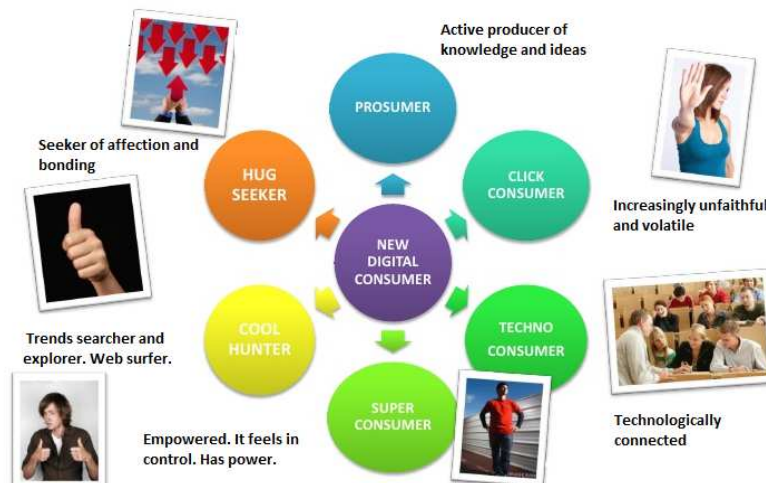 Active producer of
knowledge and ideas
PROSUMER
Seeker of affection and
bonding
HUG
SEEKER
CLICK
CONSUMER
Increasingly unfaithful
and volatile
NEW
DIGITAL
CONSUMER
Trends searcher and
explorer. Web surfer.
COOL
HUNTER
TECHNO
CONSUMER
SUPER
CONSUMER
Empowered. It feels in
control. Has power.
Technologically
connected